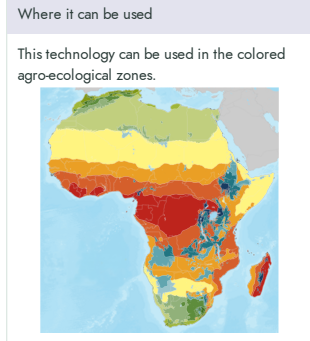 Where it can be used
This technology can be used in the colored
agro-ecological zones.